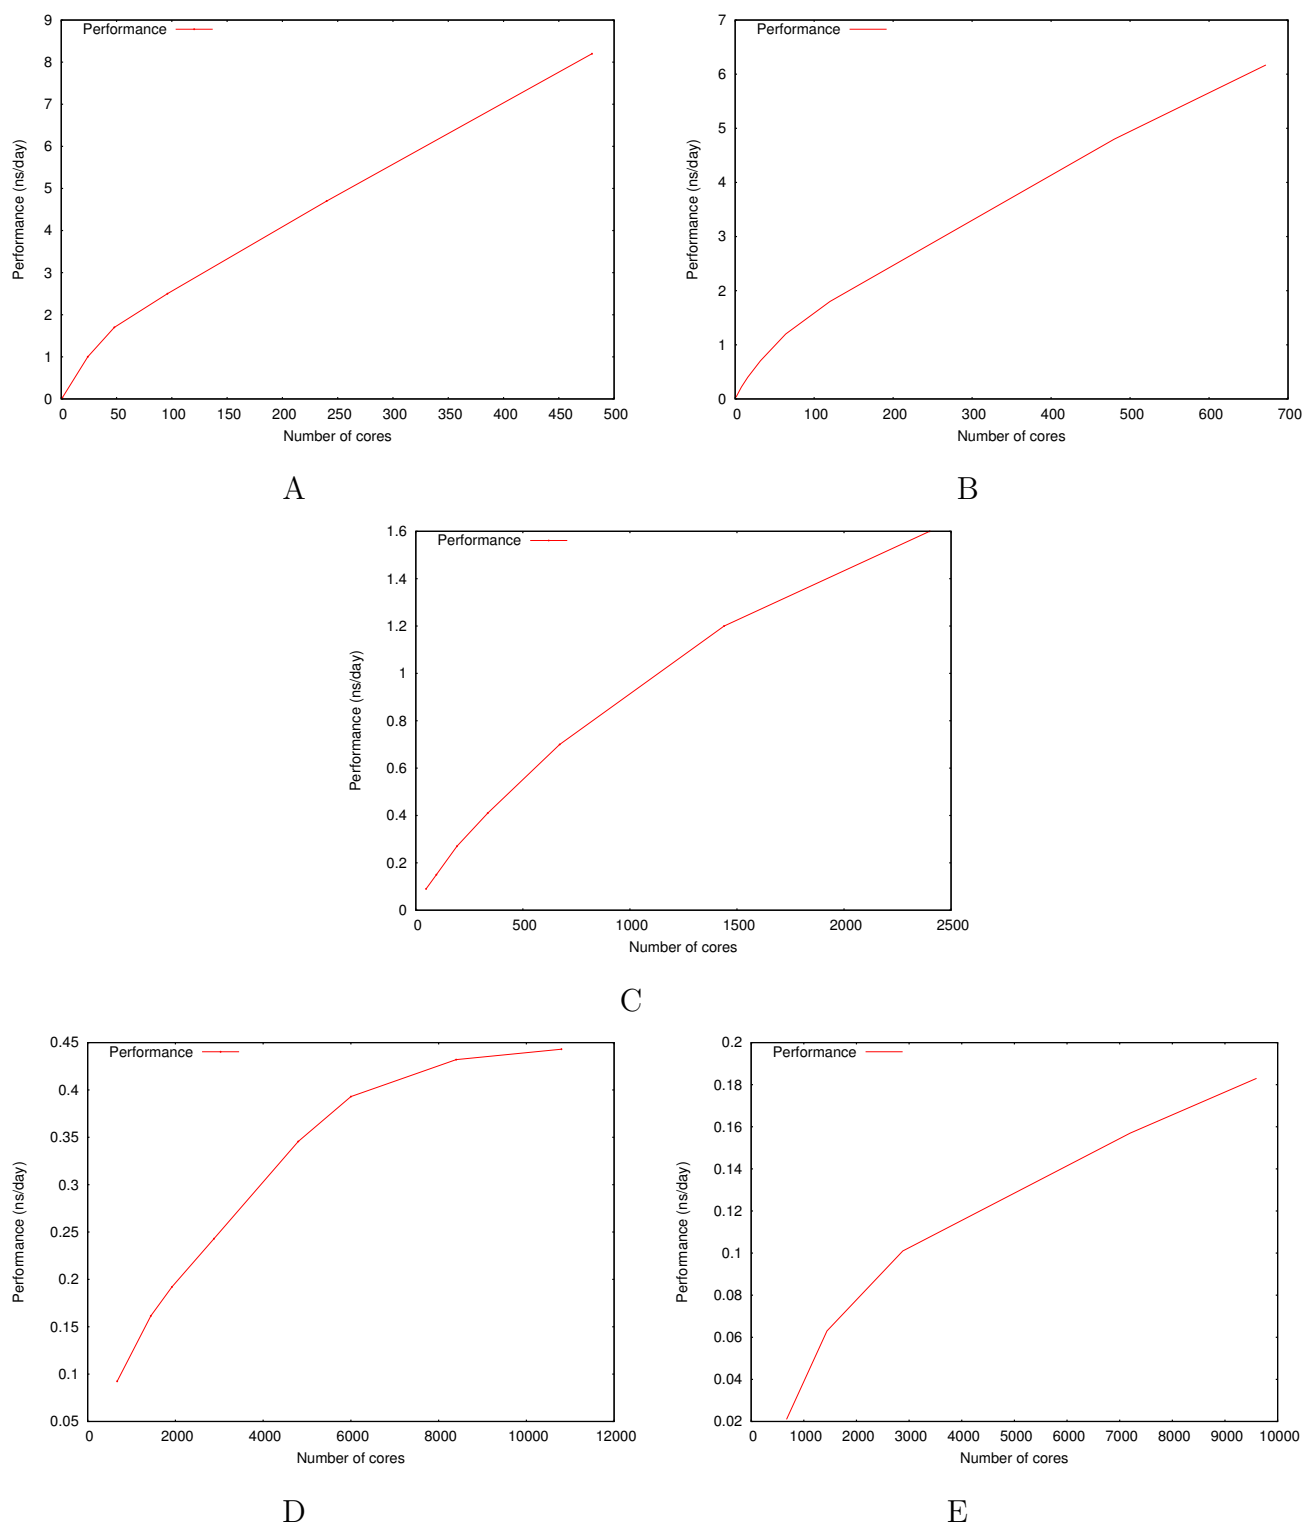 Performance
Performance (ns/day)
9
8
7
6
5
4
3
2
1
0
0 50 100 150 200 250 300 350 400 450 500
Number of cores
A
Performance
Performance (ns/day)
7
6
5
4
3
2
1
0
0 100 200 300 400 500 600 700
Number of cores
B
Performance
Performance (ns/day)
1.6
1.4
1.2
1
0.8
0.6
0.4
0.2
0
0 500 1000 1500 2000 2500
Number of cores
C
Performance
Performance (ns/day)
0.45
0.4
0.35
0.3
0.25
0.2
0.15
0.1
0.05
0 2000 4000 6000 8000 10000 12000
Number of cores
D
Performance
Performance (ns/day)
0.2
0.18
0.16
0.14
0.12
0.1
0.08
0.06
0.04
0.02
0 1000 2000 3000 4000 5000 6000 7000 8000 9000 10000
Number of cores
E